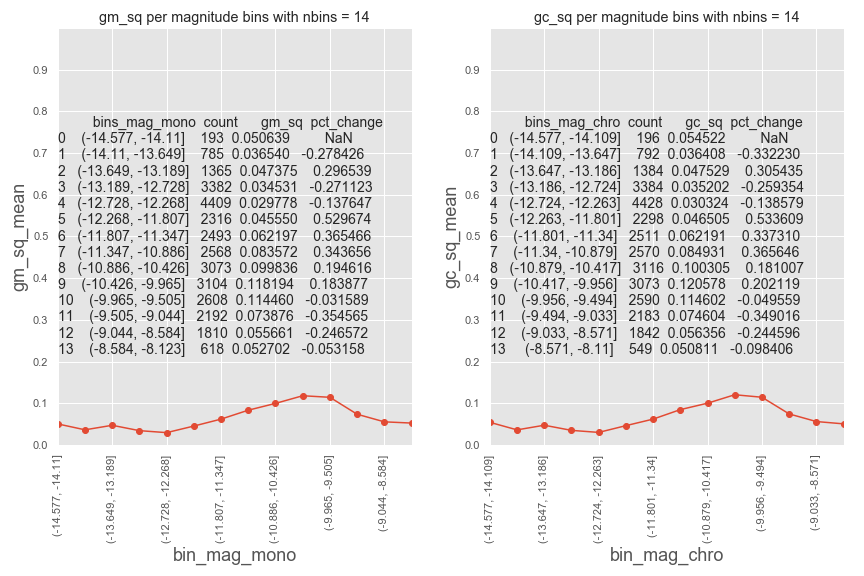 gm_sq per magnitude bins with nbins = 14
gm_sq_mean
0.9
0.8
0.7
0.6
0.5
0.4
0.3
0.2
0.1
0.0
bins_mag_mono count gm_sq pct_change
0 (-14.577, -14.11] 193 0.050639 NaN
1 (-14.11, -13.649] 785 0.036540 -0.278426
2 (-13.649, -13.189] 1365 0.047375 0.296539
3 (-13.189, -12.728] 3382 0.034531 -0.271123
4 (-12.728, -12.268] 4409 0.029778 -0.137647
5 (-12.268, -11.807] 2316 0.045550 0.529674
6 (-11.807, -11.347] 2493 0.062197 0.365466
7 (-11.347, -10.886] 2568 0.083572 0.343656
8 (-10.886, -10.426] 3073 0.099836 0.194616
9 (-10.426, -9.965] 3104 0.118194 0.183877
10 (-9.965, -9.505] 2608 0.114460 -0.031589
11 (-9.505, -9.044] 2192 0.073876 -0.354565
12 (-9.044, -8.584] 1810 0.055661 -0.246572
13 (-8.584, -8.123] 618 0.052702 -0.053158
(-14.577, -14.11]
(-13.649, -13.189]
(-12.728, -12.268]
(-11.807, -11.347]
(-10.886, -10.426]
(-9.965, -9.505]
(-9.044, -8.584]
bin_mag_mono
gc_sq per magnitude bins with nbins = 14
gc_sq_mean
0.9
0.8
0.7
0.6
0.5
0.4
0.3
0.2
0.1
0.0
bins_mag_chro count gc_sq pct_change
0 (-14.577, -14.109] 196 0.054522 NaN
1 (-14.109, -13.647] 792 0.036408 -0.332230
2 (-13.647, -13.186] 1384 0.047529 0.305435
3 (-13.186, -12.724] 3384 0.035202 -0.259354
4 (-12.724, -12.263] 4428 0.030324 -0.138579
5 (-12.263, -11.801] 2298 0.046505 0.533609
6 (-11.801, -11.34] 2511 0.062191 0.337310
7 (-11.34, -10.879] 2570 0.084931 0.365646
8 (-10.879, -10.417] 3116 0.100305 0.181007
9 (-10.417, -9.956] 3073 0.120578 0.202119
10 (-9.956, -9.494] 2590 0.114602 -0.049559
11 (-9.494, -9.033] 2183 0.074604 -0.349016
12 (-9.033, -8.571] 1842 0.056356 -0.244596
13 (-8.571, -8.11] 549 0.050811 -0.098406
(-14.577, -14.109]
(-13.647, -13.186]
(-12.724, -12.263]
(-11.801, -11.34]
(-10.879, -10.417]
(-9.956, -9.494]
(-9.033, -8.571]
bin_mag_chro